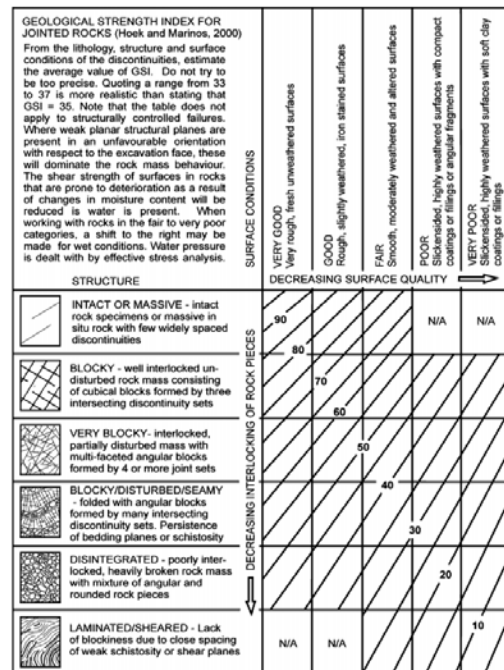 GEOLOGICAL STRENGTH INDEX FOR
JOINTED ROCKS (Hoek and Marinos, 2000)
From the lithology, structure and surface
conditions of the discontinuities, estimate
the average value of GSI. Do not try to
be too precise. Quoting a range from 33
to 37 is more realistic than stating that
GSI = 35. Note that the table does not
apply to structurally controlled failures.
Where weak planar structural planes are
present in an unfavourable orientation
with respect to the excavation face, these
will dominate the rock mass behaviour.
The shear strength of surfaces in rocks
that are prone to deterioration as a result
of changes in moisture content will be
reduced is water is present. When
working with rocks in the fair to very poor
categories, a shift to the right may be
made for wet conditions. Water pressure
is dealt with by effective stress analysis.
STRUCTURE
SURFACE CONDITIONS
VERY GOOD
Very rough, fresh unweathered surfaces
GOOD
Rough, slightly weathered, iron stained surfaces
FAIR
Smooth, moderately weathered and altered surfaces
POOR
Slickensided, highly weathered surfaces with compact
coatings or fillings or angular fragments
VERY POOR
Slickensided, highly weathered surfaces with soft clay
coatings or fillings
DECREASING SURFACE QUALITY
DECREASING INTERLOCKING OF ROCK PIECES
INTACT OR MASSIVE - intact
rock specimens or massive in
situ rock with few widely spaced
discontinuities
90
N/A
N/A
80
BLOCKY - well interlocked un-
disturbed rock mass consisting
of cubical blocks formed by three
intersecting discontinuity sets
70
60
VERY BLOCKY- interlocked,
partially disturbed mass with
multi-faceted angular blocks
formed by 4 or more joint sets
50
BLOCKY/DISTURBED/SEAMY
- folded with angular blocks
formed by many intersecting
discontinuity sets. Persistence
of bedding planes or schistosity
40
30
DISINTEGRATED - poorly inter-
locked, heavily broken rock mass
with mixture of angular and
rounded rock pieces
20
LAMINATED/SHEARED - Lack
of blockiness due to close spacing
of weak schistosity or shear planes
N/A
N/A
10